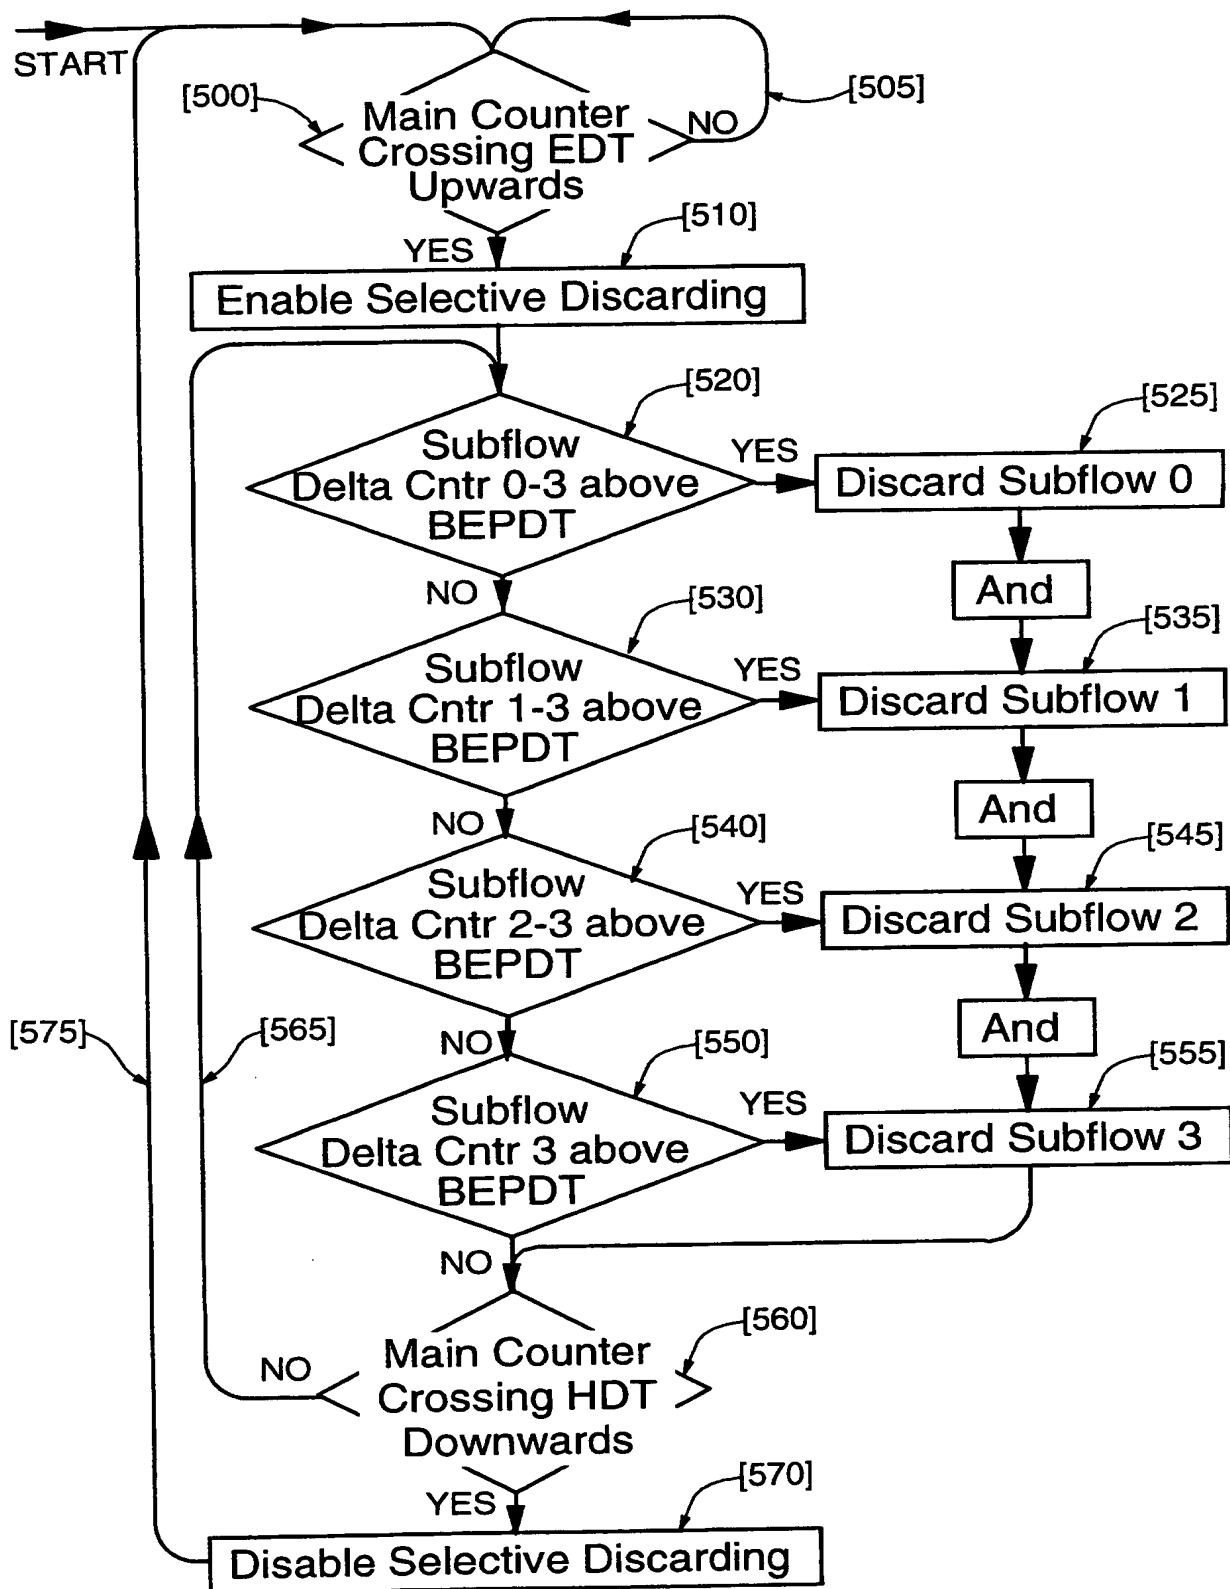 START
[500]
Main Counter
Crossing EDT
Upwards
NO
[505]
YES
[510]
Enable Selective Discarding
[520]
Subflow
Delta Cntr 0-3 above
BEPDT
YES
[525]
Discard Subflow 0
NO
And
[530]
Subflow
Delta Cntr 1-3 above
BEPDT
YES
[535]
Discard Subflow 1
NO
And
[540]
Subflow
Delta Cntr 2-3 above
BEPDT
YES
[545]
Discard Subflow 2
[575]
[565]
NO
And
[550]
Subflow
Delta Cntr 3 above
BEPDT
YES
[555]
Discard Subflow 3
NO
[560]
Main Counter
Crossing HDT
Downwards
NO
YES
[570]
Disable Selective Discarding